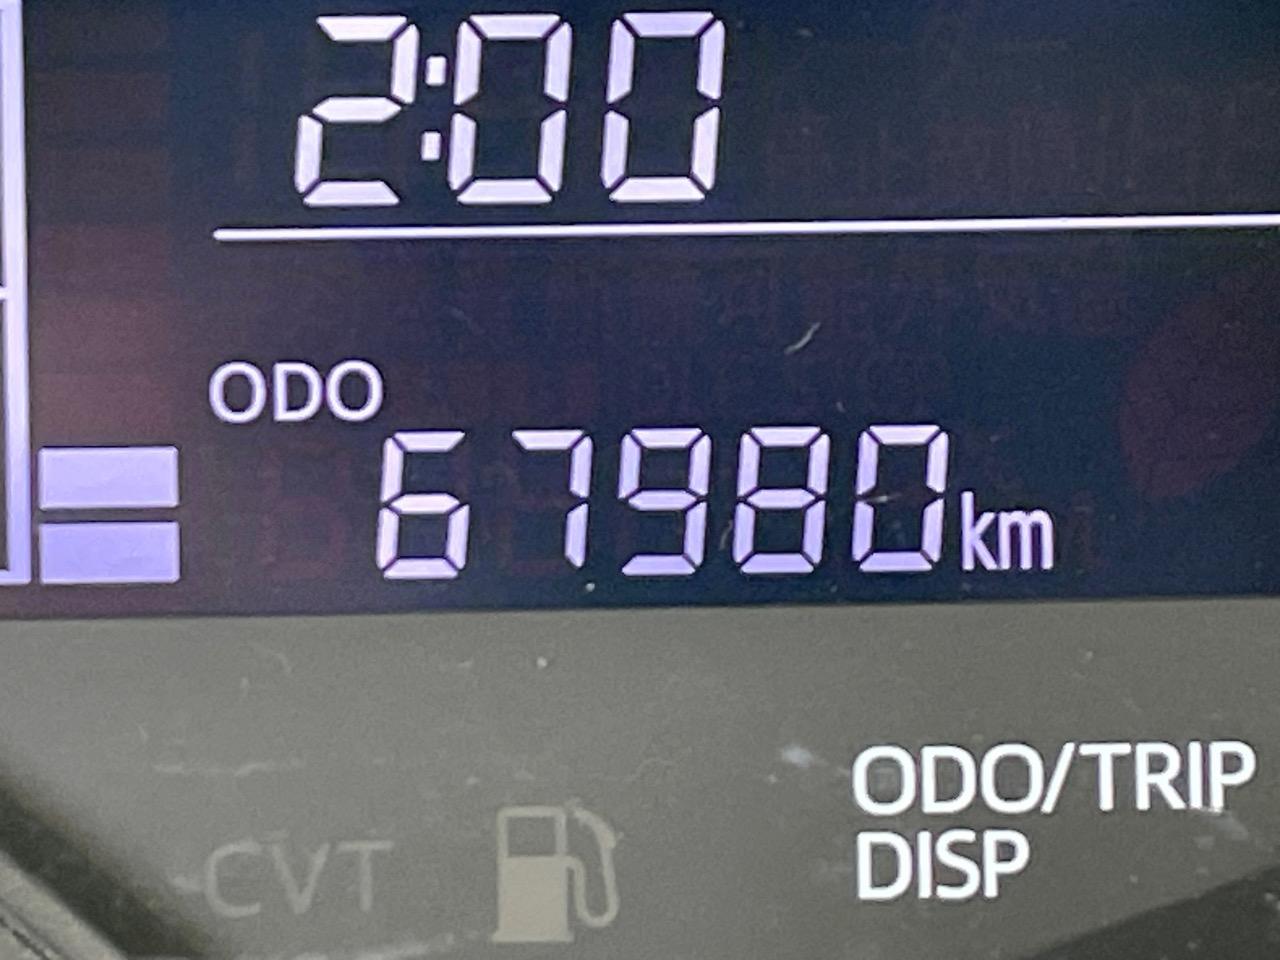 2:00
ODO
67980km
ODO/TRIP
DISP
CVT